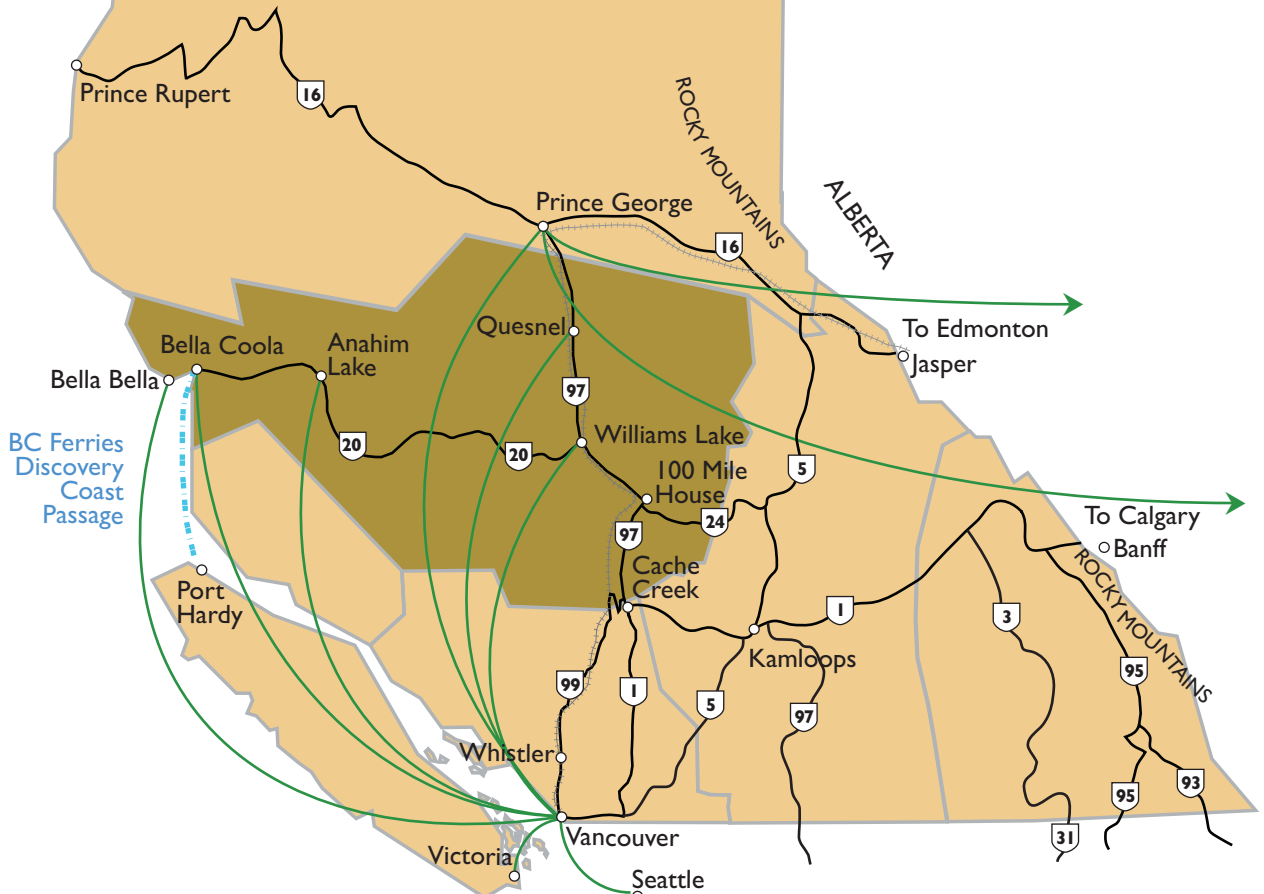 Prince Rupert
16
ROCKY MOUNTAINS
ALBERTA
Prince George
16
To Edmonton
Jasper
Quesnel
Bella Coola
Anahim
Lake
Bella Bella
97
BC Ferries
Discovery
Coast
Passage
20
20
Williams Lake
100 Mile
House
5
24
97
To Calgary
Banff
Cache
Creek
Port
Hardy
1
3
ROCKY MOUNTAINS
Kamloops
99
1
5
97
95
Whistler
95
93
Vancouver
31
Victoria
Seattle